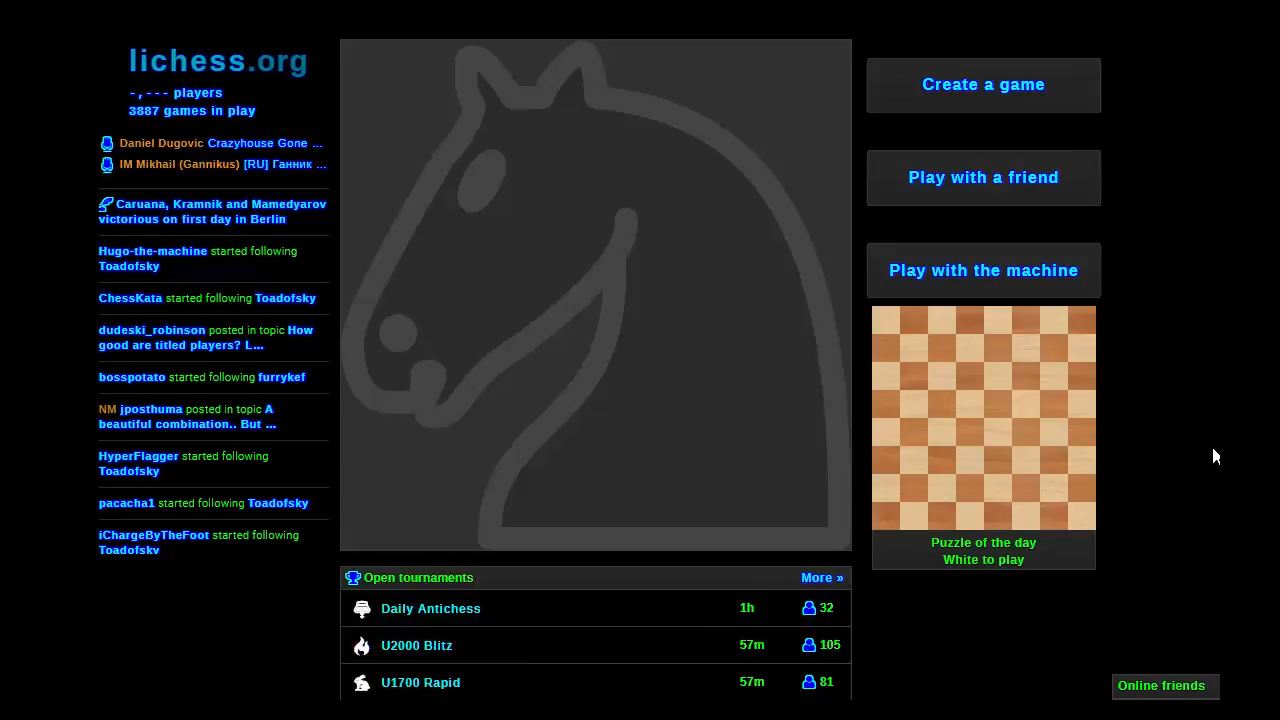 lichess.org
-,--- players
3887 games in play
Daniel Dugovic Crazyhouse Gone ...
IM Mikhail (Gannikus) [RU] Ганник ...
Caruana, Kramnik and Mamedyarov
victorious on first day in Berlin
Hugo-the-machine started following
Toadofsky
ChessKata started following Toadofsky
dudeski_robinson posted in topic How
good are titled players? L...
bosspotato started following furrykef
NM jposthuma posted in topic A
beautiful combination.. But ...
HyperFlagger started following
Toadofsky
pacacha1 started following Toadofsky
iChargeByTheFoot started following
Toadofsky
Open tournaments More »
Daily Antichess 1h 32
U2000 Blitz 57m 105
U1700 Rapid 57m 81
Create a game
Play with a friend
Play with the machine
Puzzle of the day
White to play
Online friends